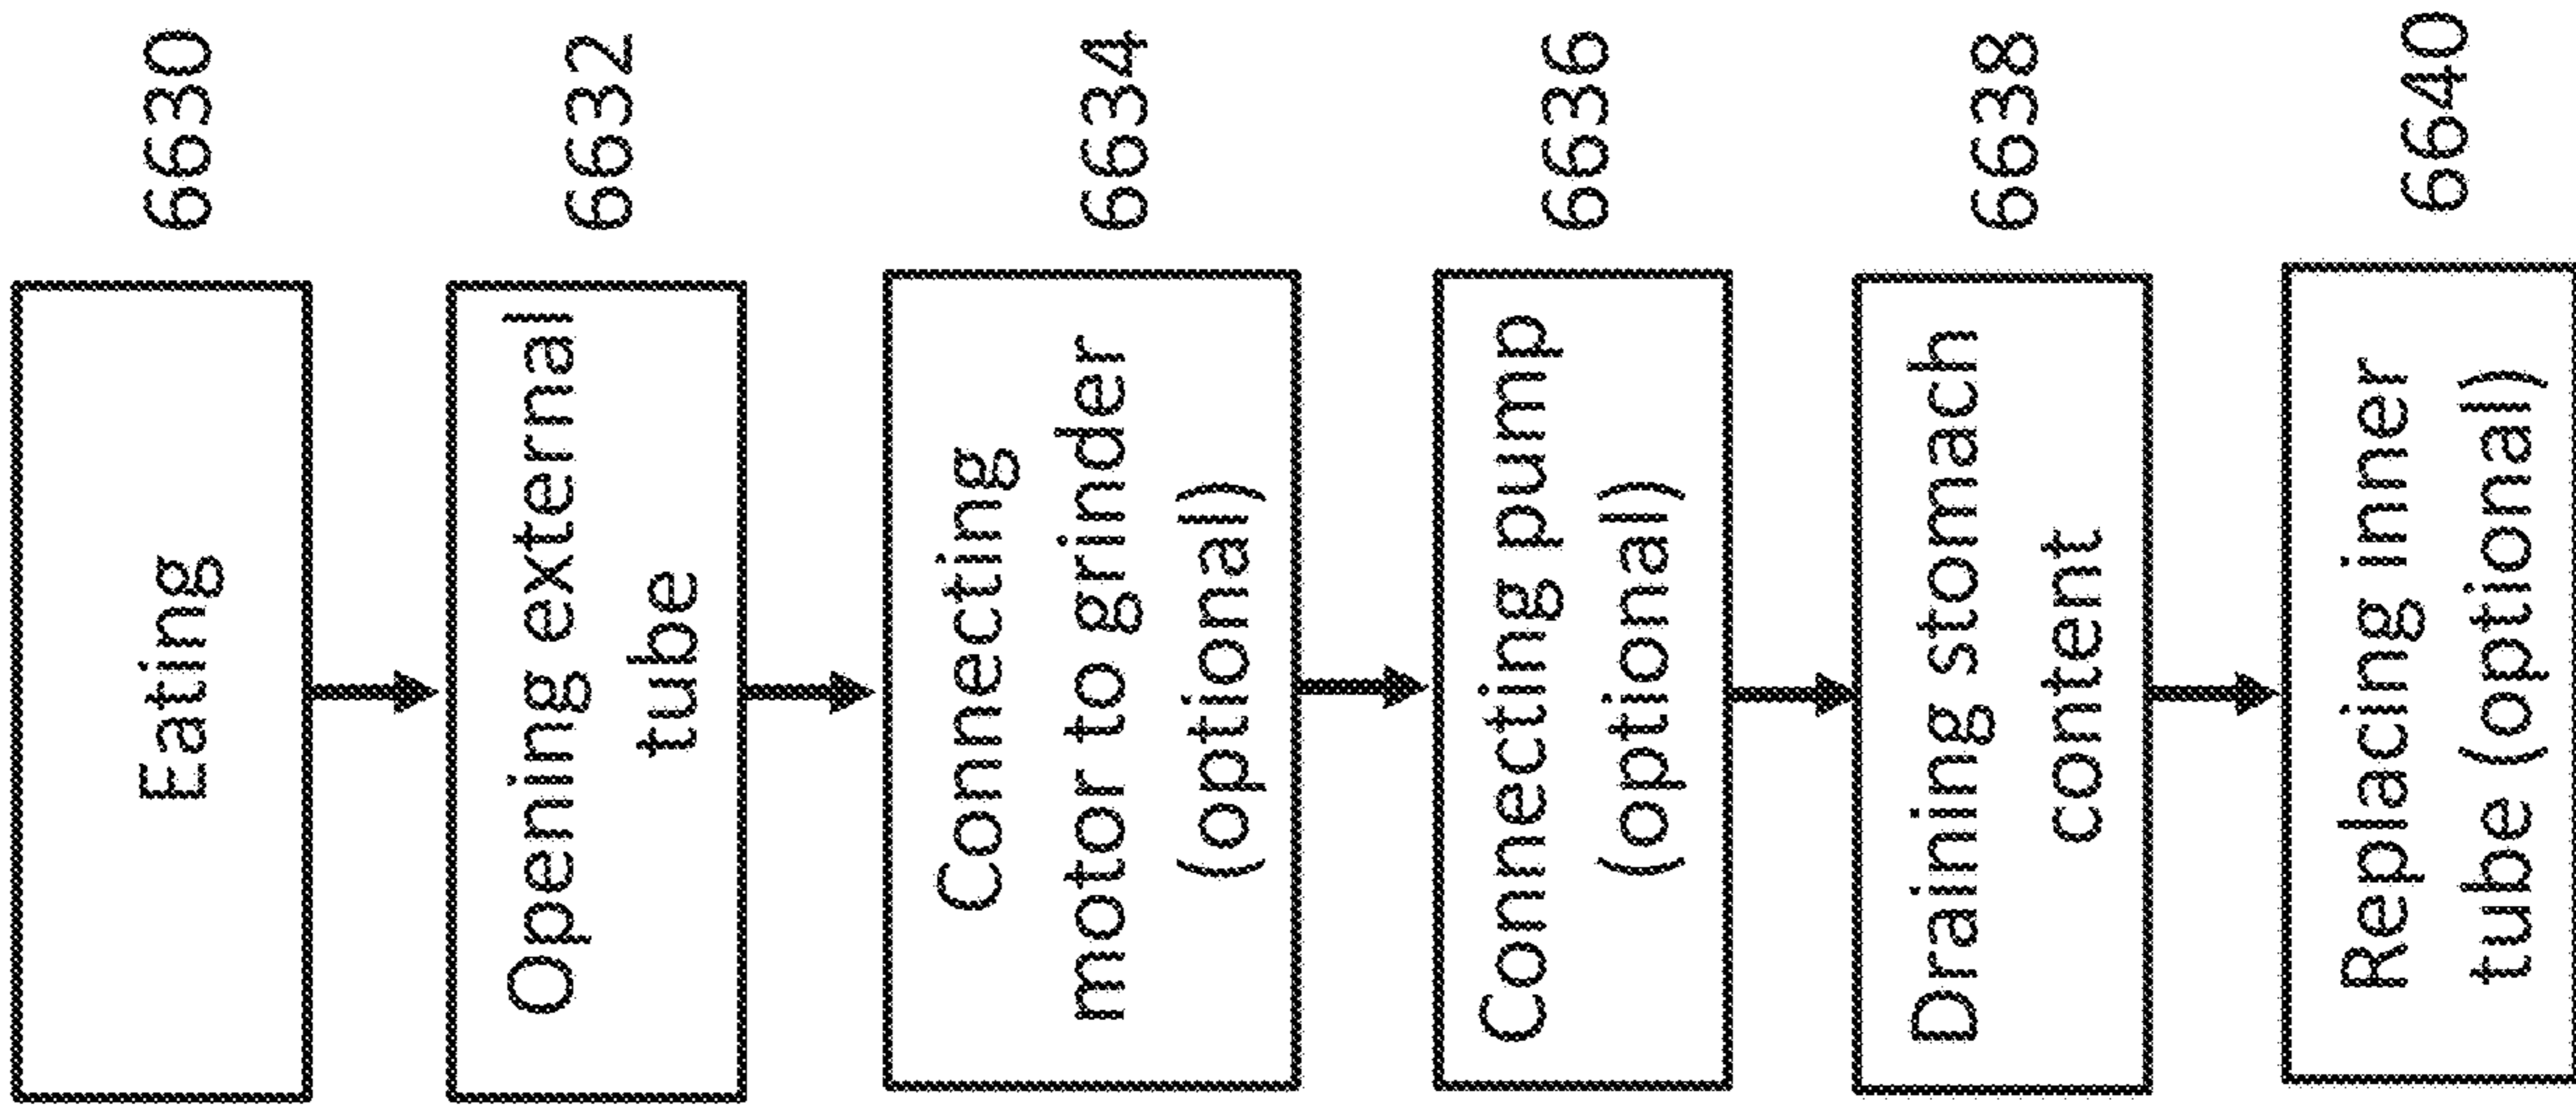 Eating
6630
Opening external
tube
6632
Connecting
motor to grinder
(optional)
6634
Connecting pump
(optional)
6636
Draining stomach
content
6638
Replacing inner
tube (optional)
6640